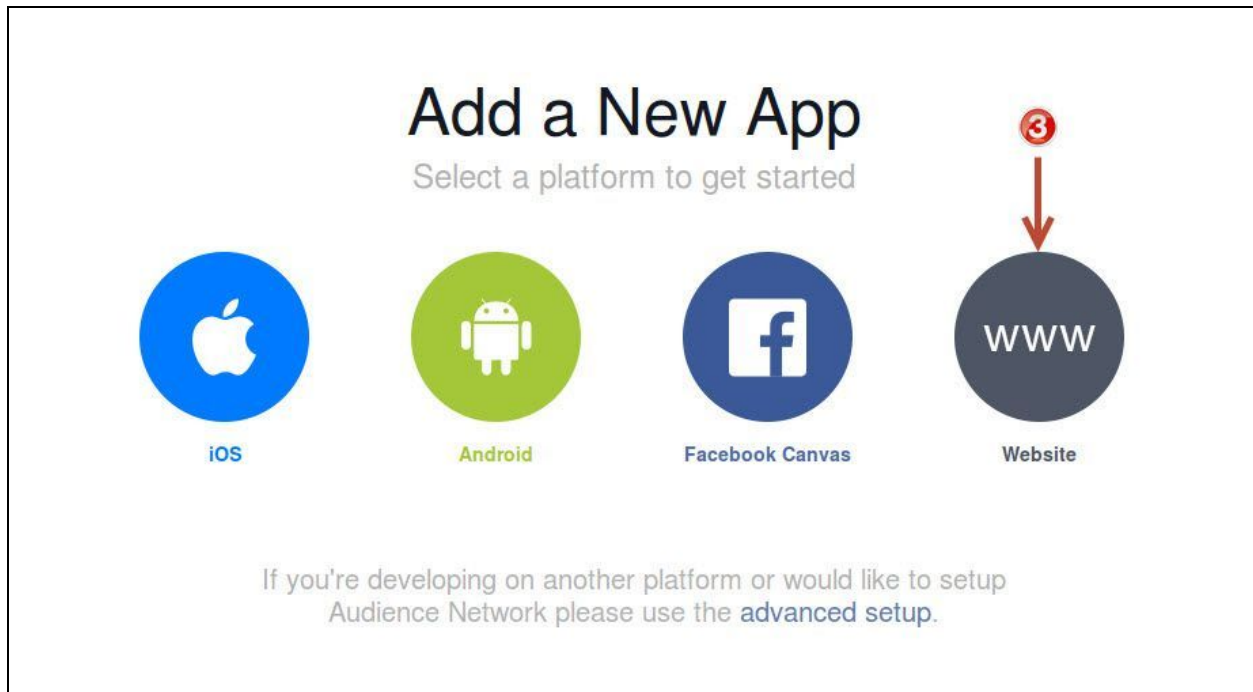 Add a New App
3
Select a platform to get started
www
iOS
Android
Facebook Canvas
Website
If you're developing on another platform or would like to setup
Audience Network please use the advanced setup.